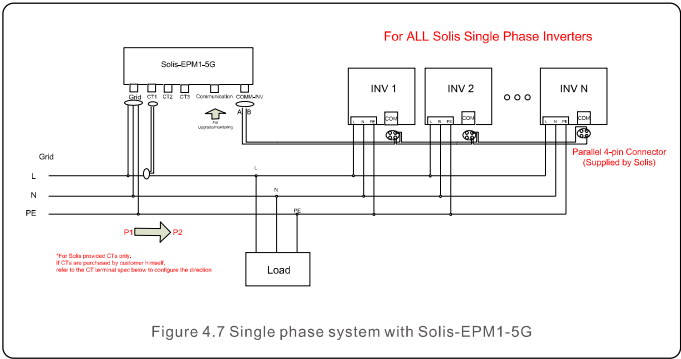 For ALL Solis Single Phase Inverters
Solis-EPM1-5G
Grid CT1 CT2 CT3 Communication COMM-INV
A B
For
Upgrade/monitoring
INV 1
INV 2
INV N
COM
COM
COM
L N PE
L N PE
L N PE
Parallel 4-pin Connector
(Supplied by Solis)
Grid
L
N
PE
L
N
PE
P1 P2
*For Solis provided CTs only.
If CTs are purchased by customer himself,
refer to the CT terminal spec below to configure the direction
Load
Figure 4.7 Single phase system with Solis-EPM1-5G